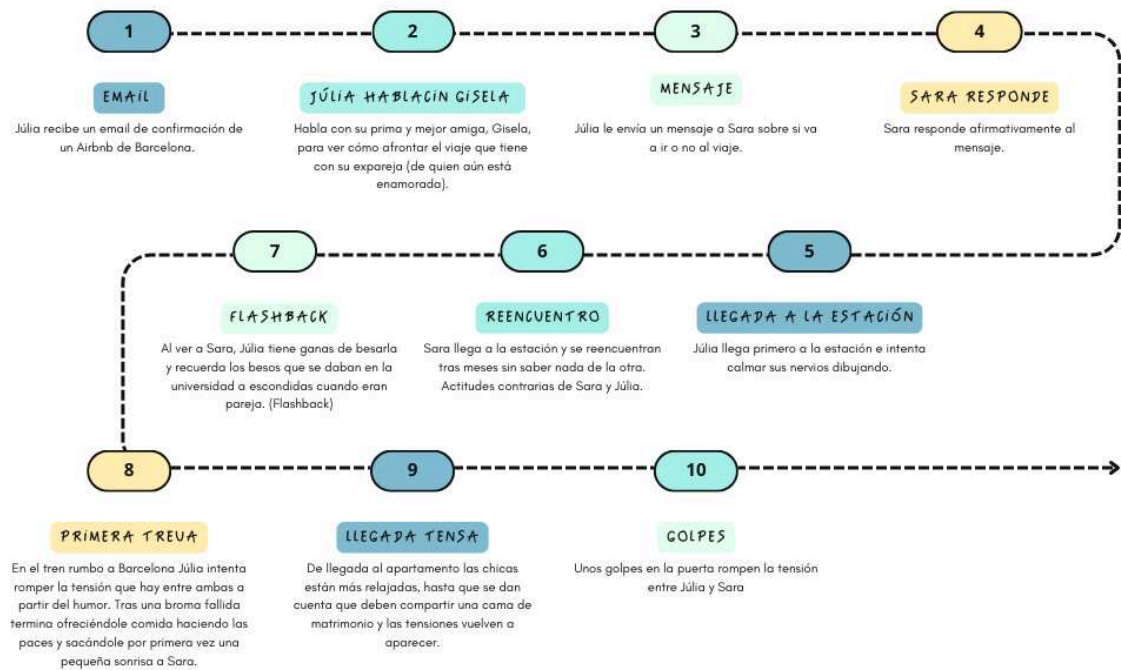 1
2
3
4
EMAIL
Júlia recibe un email de confirmación de
un Airbnb de Barcelona.
JÚLIA HABLACIN GISELA
Habla con su prima y mejor amiga, Gisela,
para ver cómo afrontar el viaje que tiene
con su expareja (de quien aún está
enamorada).
MENSAJE
Júlia le envía un mensaje a Sara sobre si va
a ir o no al viaje.
SARA RESPONDE
Sara responde afirmativamente al
mensaje.
5
LLEGADA A LA ESTACIÓN
Júlia llega primero a la estación e intenta
calmar sus nervios dibujando.
6
REENCUENTRO
Sara llega a la estación y se reencuentran
tras meses sin saber nada de la otra.
Actitudes contrarias de Sara y Júlia.
7
FLASHBACK
Al ver a Sara, Júlia tiene ganas de besarla
y recuerda los besos que se daban en la
universidad a escondidas cuando eran
pareja. (Flashback)
8
PRIMERA TREUA
En el tren rumbo a Barcelona Júlia intenta
romper la tensión que hay entre ambas a
partir del humor. Tras una broma fallida
termina ofreciéndole comida haciendo las
paces y sacándole por primera vez una
pequeña sonrisa a Sara.
9
LLEGADA TENSA
De llegada al apartamento las chicas
están más relajadas, hasta que se dan
cuenta que deben compartir una cama de
matrimonio y las tensiones vuelven a
aparecer.
10
GOLPES
Unos golpes en la puerta rompen la tensión
entre Júlia y Sara